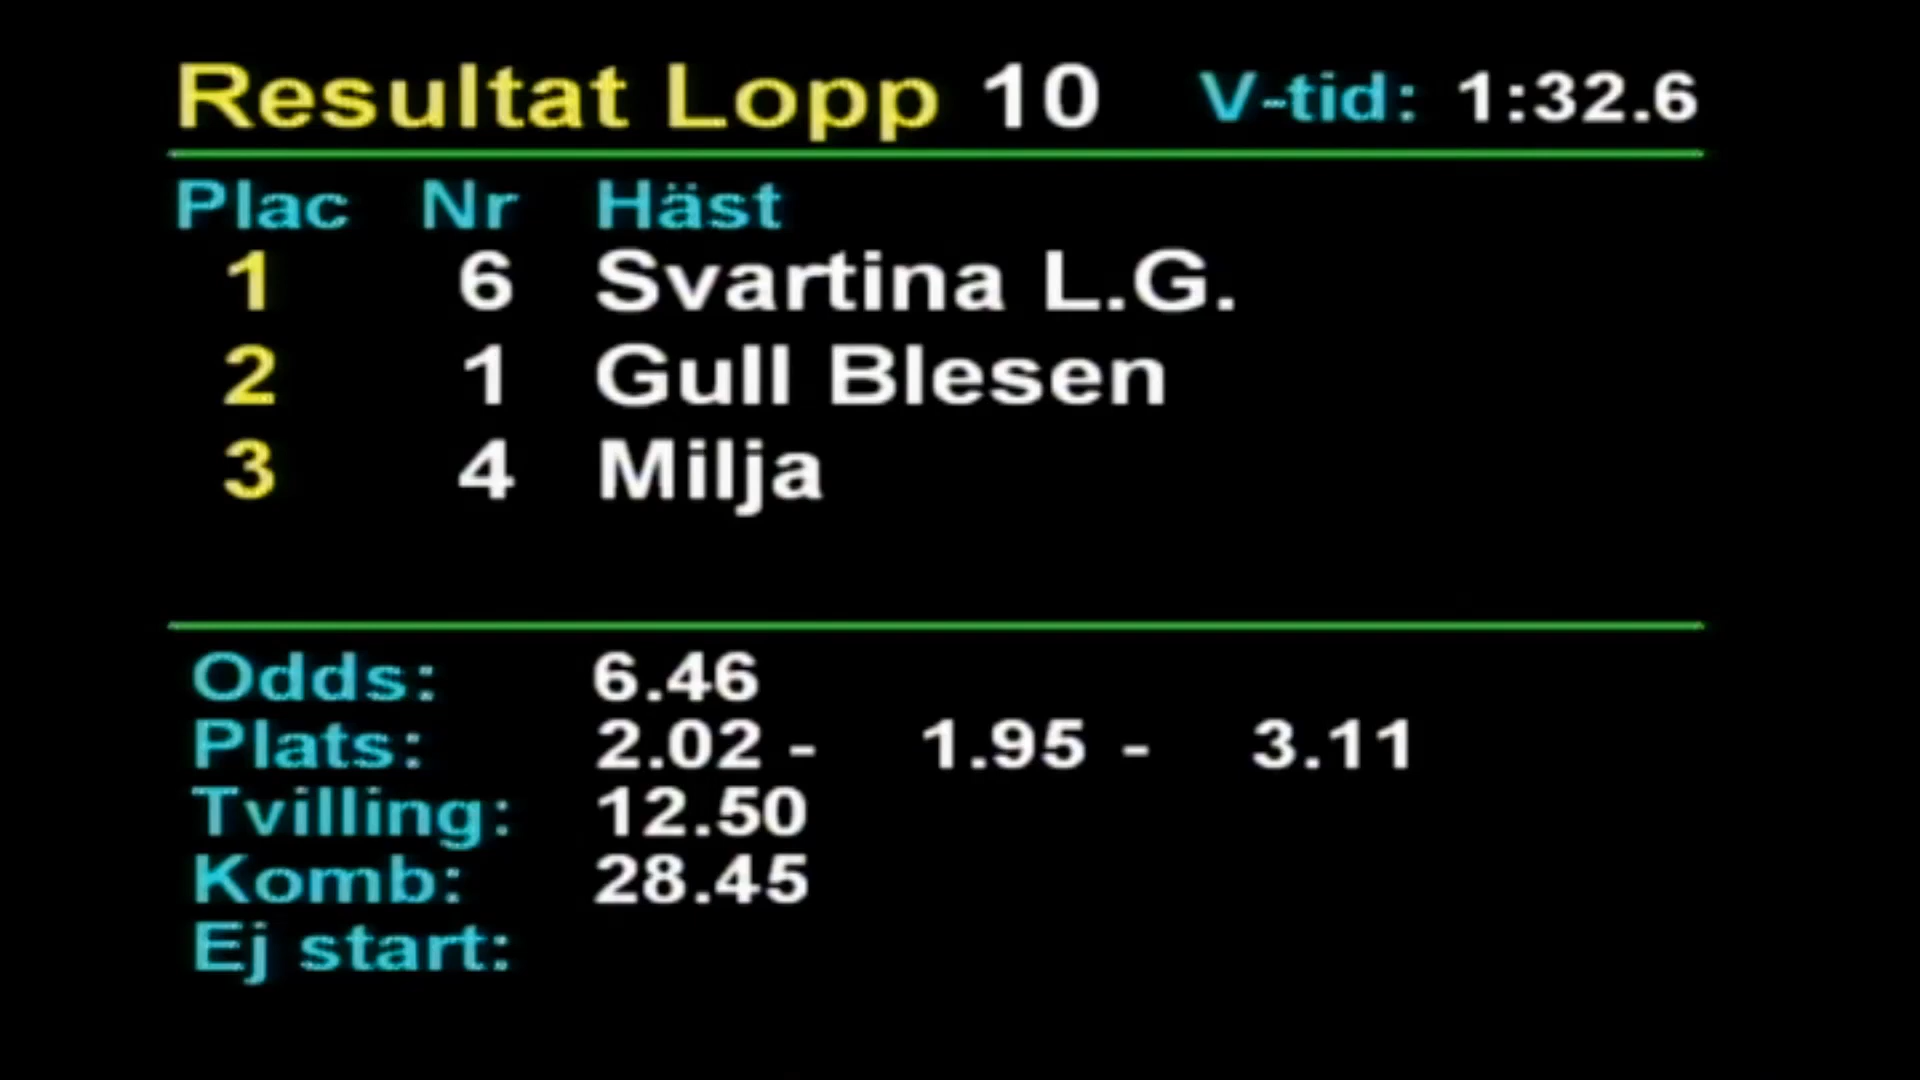 Resultat Lopp 10 V-tid: 1:32.6
Plac Nr Häst
1 6 Svartina L.G.
2 1 Gull Blesen
3 4 Milja
Odds: 6.46
Plats: 2.02 - 1.95 - 3.11
Tvilling: 12.50
Komb: 28.45
Ej start: